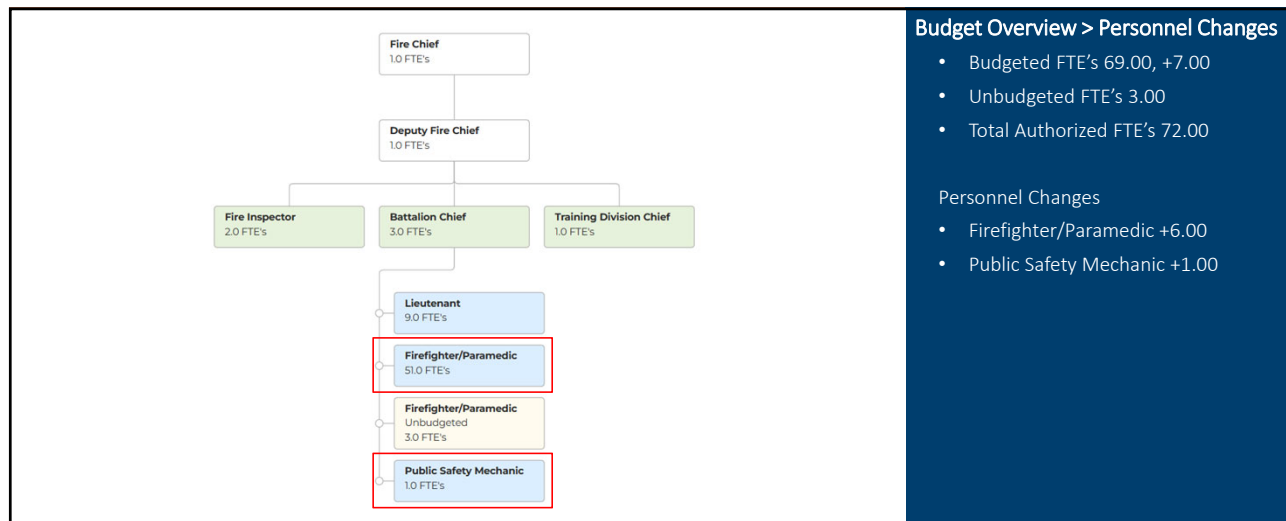 Fire Chief
1.0 FTE's
Deputy Fire Chief
1.0 FTE's
Fire Inspector
2.0 FTE's
Battalion Chief
3.0 FTE's
Training Division Chief
1.0 FTE's
Lieutenant
9.0 FTE's
Firefighter/Paramedic
51.0 FTE's
Firefighter/Paramedic
Unbudgeted
3.0 FTE's
Public Safety Mechanic
1.0 FTE's
Budget Overview > Personnel Changes
• Budgeted FTE’s 69.00, +7.00
• Unbudgeted FTE’s 3.00
• Total Authorized FTE’s 72.00
Personnel Changes
• Firefighter/Paramedic +6.00
• Public Safety Mechanic +1.00